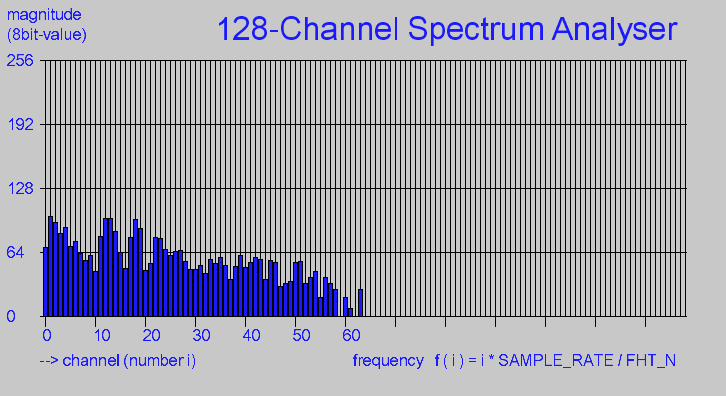 magnitude
(8bit-value)
128-Channel Spectrum Analyser
256
192
128
64
0
0 10 20 30 40 50 60
--> channel (number i) frequency f ( i ) = i * SAMPLE_RATE / FHT_N